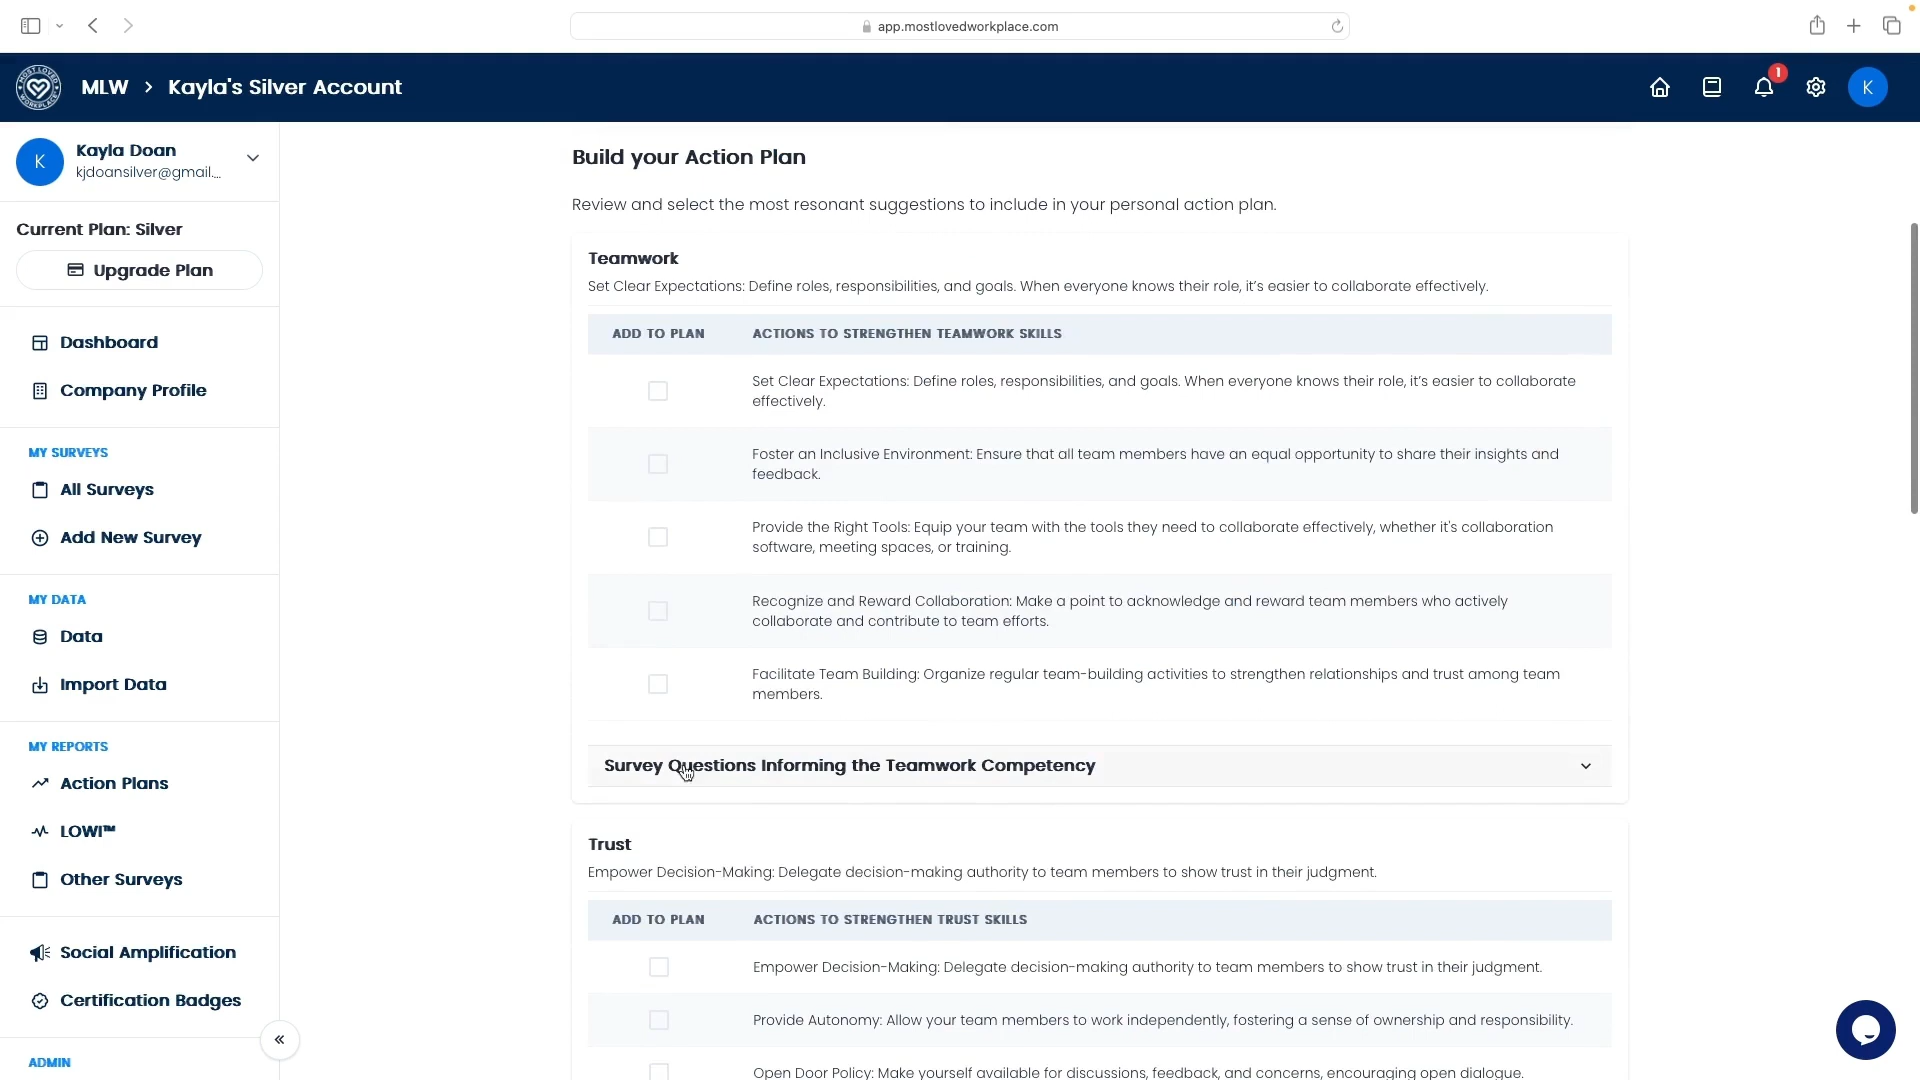 app.mostlovedworkplace.com
MLW > Kayla's Silver Account
1
K
K
Kayla Doan
kjdoansilver@gmail....
Current Plan: Silver
Upgrade Plan
Dashboard
Company Profile
MY SURVEYS
All Surveys
Add New Survey
MY DATA
Data
Import Data
MY REPORTS
Action Plans
LOWI™
Other Surveys
Social Amplification
Certification Badges
ADMIN
Build your Action Plan
Review and select the most resonant suggestions to include in your personal action plan.
Teamwork
Set Clear Expectations: Define roles, responsibilities, and goals. When everyone knows their role, it's easier to collaborate effectively.
ADD TO PLAN ACTIONS TO STRENGTHEN TEAMWORK SKILLS
Set Clear Expectations: Define roles, responsibilities, and goals. When everyone knows their role, it's easier to collaborate
effectively.
Foster an Inclusive Environment: Ensure that all team members have an equal opportunity to share their insights and
feedback.
Provide the Right Tools: Equip your team with the tools they need to collaborate effectively, whether it's collaboration
software, meeting spaces, or training.
Recognize and Reward Collaboration: Make a point to acknowledge and reward team members who actively
collaborate and contribute to team efforts.
Facilitate Team Building: Organize regular team-building activities to strengthen relationships and trust among team
members.
Survey Questions Informing the Teamwork Competency
Trust
Empower Decision-Making: Delegate decision-making authority to team members to show trust in their judgment.
ADD TO PLAN ACTIONS TO STRENGTHEN TRUST SKILLS
Empower Decision-Making: Delegate decision-making authority to team members to show trust in their judgment.
Provide Autonomy: Allow your team members to work independently, fostering a sense of ownership and responsibility.
Open Door Policy: Make yourself available for discussions, feedback, and concerns, encouraging open dialogue.